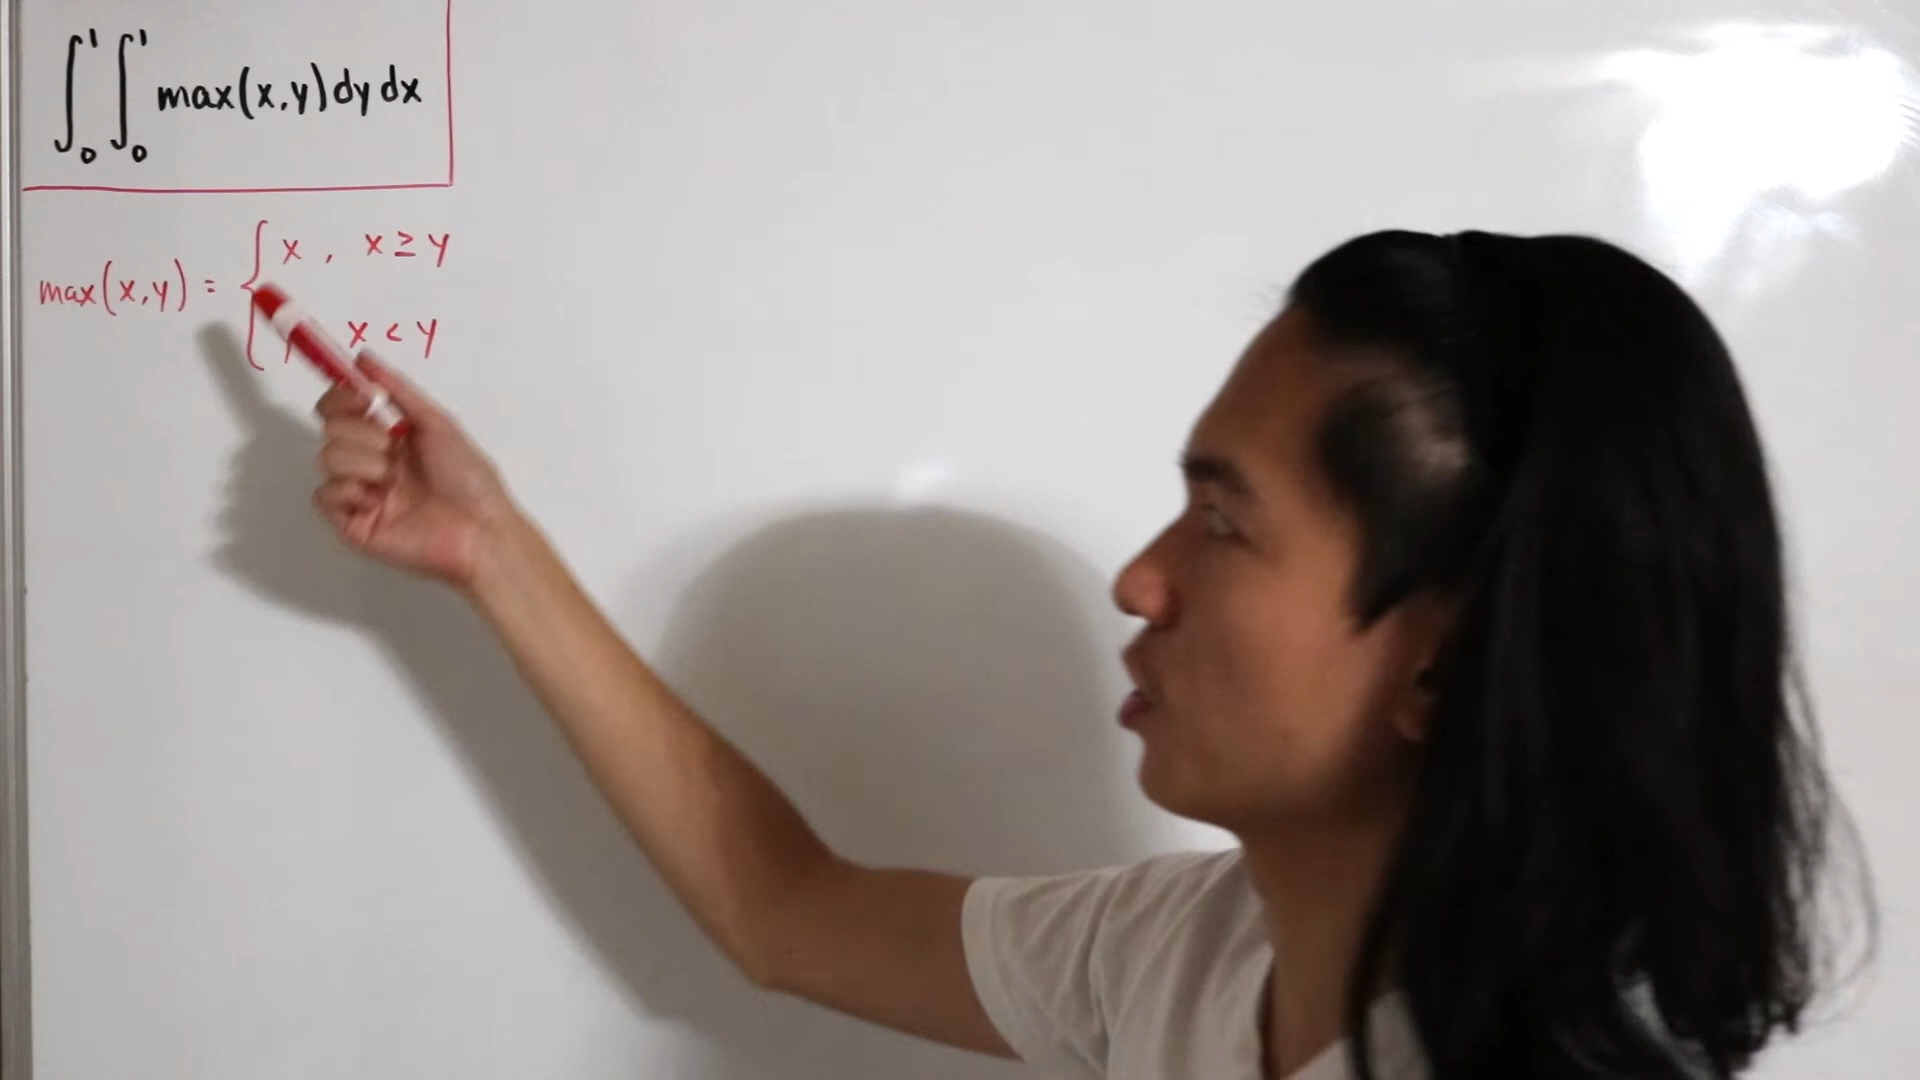 ∫₀¹ ∫₀¹ max(x,y) dy dx
max(x,y) = { x , x ≥ y
x < y